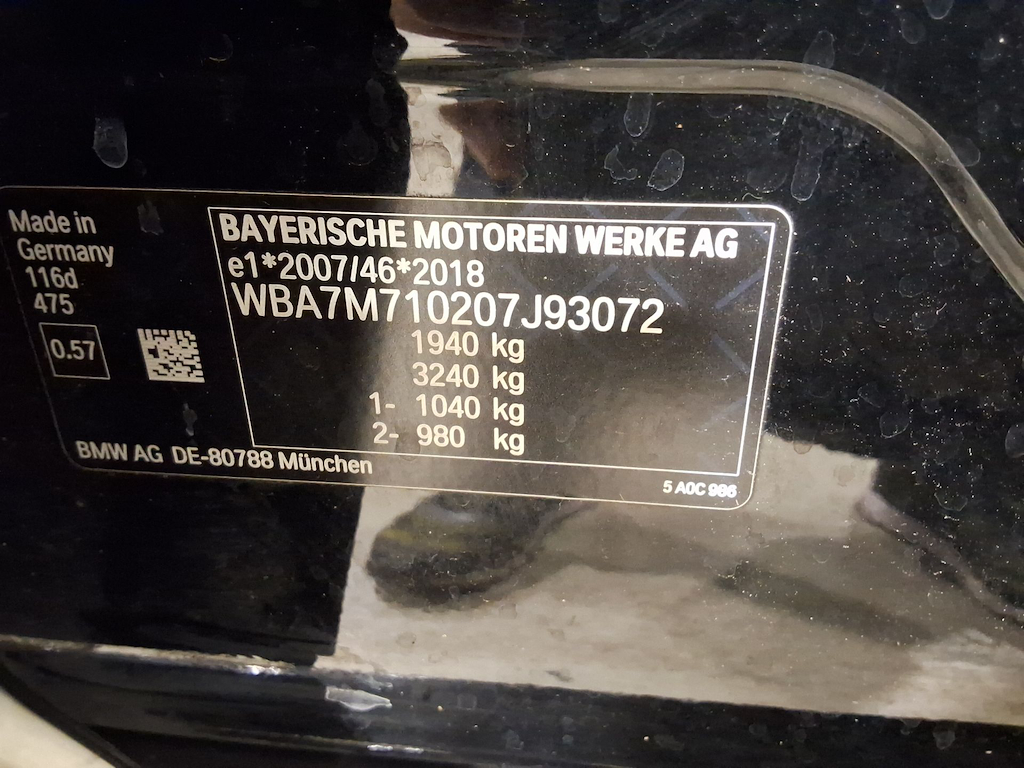 Made in
Germany
116d
475
0.57
BMW AG DE-80788 München
BAYERISCHE MOTOREN WERKE AG
e1*2007/46*2018
WBA7M710207J93072
1940 kg
3240 kg
1- 1040 kg
2- 980 kg
5 A0C 986